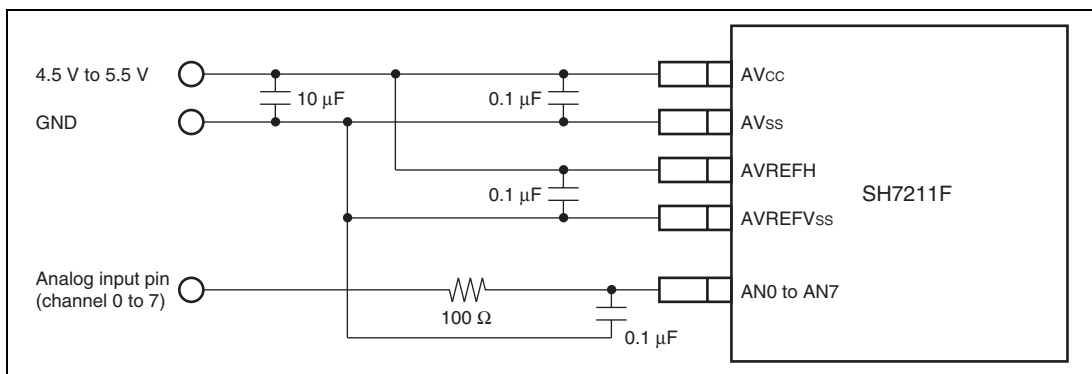 4.5 V to 5.5 V
10 μF
0.1 μF
AVcc
GND
AVss
AVREFH
0.1 μF
SH7211F
AVREFVss
Analog input pin
(channel 0 to 7)
100 Ω
0.1 μF
AN0 to AN7